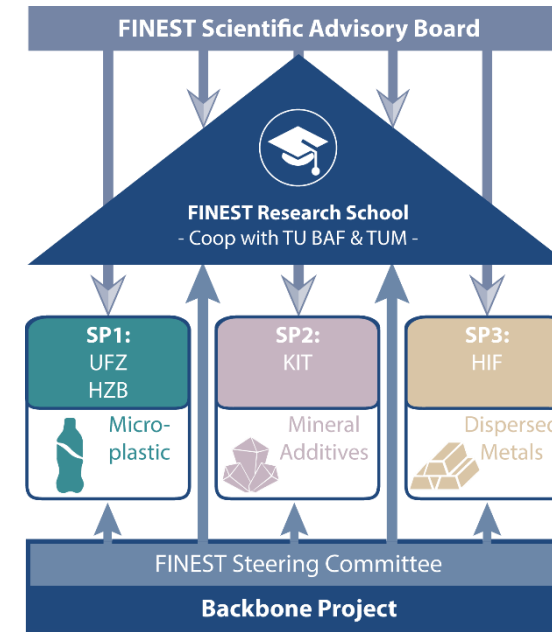 FINEST Scientific Advisory Board
FINEST Research School
- Coop with TU BAF & TUM -
SP1:
UFZ
HZB
Micro-
plastic
SP2:
KIT
Mineral
Additives
SP3:
HIF
Dispersed
Metals
FINEST Steering Committee
Backbone Project